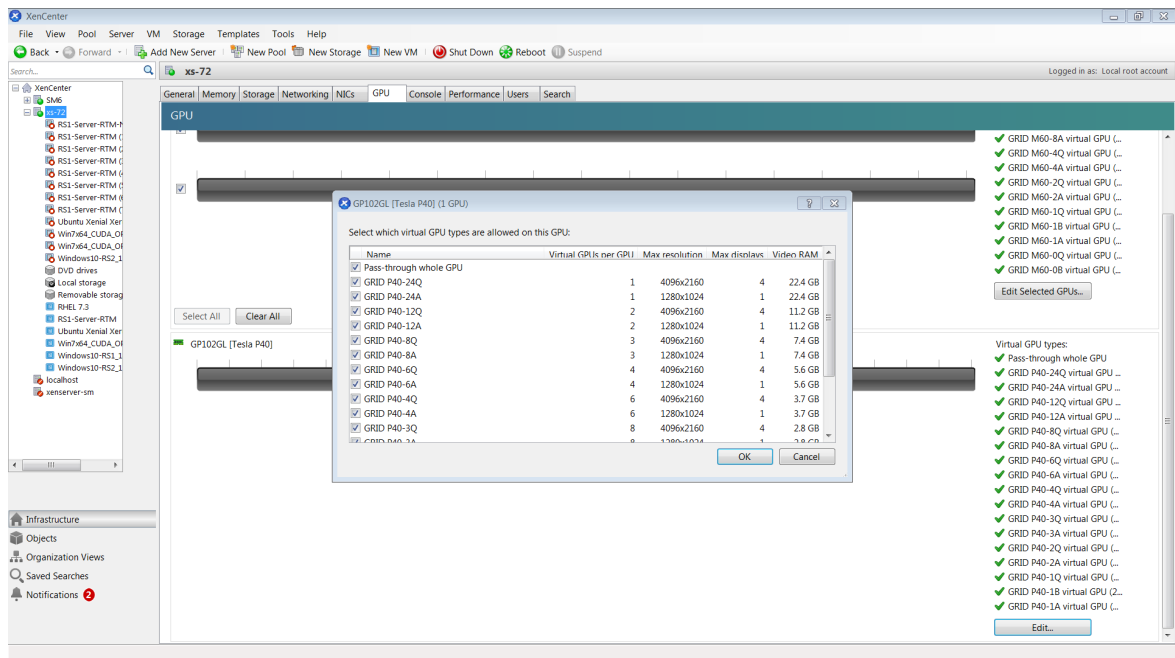 XenCenter
File View Pool Server VM Storage Templates Tools Help
Back Forward Add New Server New Pool New Storage New VM Shut Down Reboot Suspend
Search...
xs-72
Logged in as: Local root account
XenCenter
SM6
xs-72
RS1-Server-RTM-
RS1-Server-RTM (
RS1-Server-RTM (
RS1-Server-RTM (
RS1-Server-RTM (
RS1-Server-RTM (
RS1-Server-RTM (
RS1-Server-RTM (
Ubuntu Xenial Xer
Win7x64_CUDA_O
Win7x64_CUDA_O
Windows10-RS2_1
DVD drives
Local storage
Removable storag
RHEL 7.3
RS1-Server-RTM
Ubuntu Xenial Xer
Win7x64_CUDA_O
Windows10-RS1_1
Windows10-RS2_1
localhost
xenserver-sm
Infrastructure
Objects
Organization Views
Saved Searches
Notifications 2
General Memory Storage Networking NICs GPU Console Performance Users Search
GPU
GRID M60-8A virtual GPU (...
GRID M60-4Q virtual GPU (...
GRID M60-4A virtual GPU (...
GRID M60-2Q virtual GPU (...
GRID M60-2A virtual GPU (...
GRID M60-1Q virtual GPU (...
GRID M60-1B virtual GPU (...
GRID M60-1A virtual GPU (...
GRID M60-0Q virtual GPU (...
GRID M60-0B virtual GPU (...
Edit Selected GPUs...
Select All Clear All
GP102GL [Tesla P40]
Virtual GPU types:
Pass-through whole GPU
GRID P40-24Q virtual GPU ...
GRID P40-24A virtual GPU ...
GRID P40-12Q virtual GPU ...
GRID P40-12A virtual GPU ...
GRID P40-8Q virtual GPU (...
GRID P40-8A virtual GPU (...
GRID P40-6Q virtual GPU (...
GRID P40-6A virtual GPU (...
GRID P40-4Q virtual GPU (...
GRID P40-4A virtual GPU (...
GRID P40-3Q virtual GPU (...
GRID P40-3A virtual GPU (...
GRID P40-2Q virtual GPU (...
GRID P40-2A virtual GPU (...
GRID P40-1Q virtual GPU (...
GRID P40-1B virtual GPU (2...
GRID P40-1A virtual GPU (...
Edit...
GP102GL [Tesla P40] (1 GPU)
Select which virtual GPU types are allowed on this GPU:
Name Virtual GPUs per GPU Max resolution Max displays Video RAM
Pass-through whole GPU
GRID P40-24Q 1 4096x2160 4 22.4 GB
GRID P40-24A 1 1280x1024 1 22.4 GB
GRID P40-12Q 2 4096x2160 4 11.2 GB
GRID P40-12A 2 1280x1024 1 11.2 GB
GRID P40-8Q 3 4096x2160 4 7.4 GB
GRID P40-8A 3 1280x1024 1 7.4 GB
GRID P40-6Q 4 4096x2160 4 5.6 GB
GRID P40-6A 4 1280x1024 1 5.6 GB
GRID P40-4Q 6 4096x2160 4 3.7 GB
GRID P40-4A 6 1280x1024 1 3.7 GB
GRID P40-3Q 8 4096x2160 4 2.8 GB
GRID P40-3A 8 1280x1024 1 2.8 GB
OK Cancel